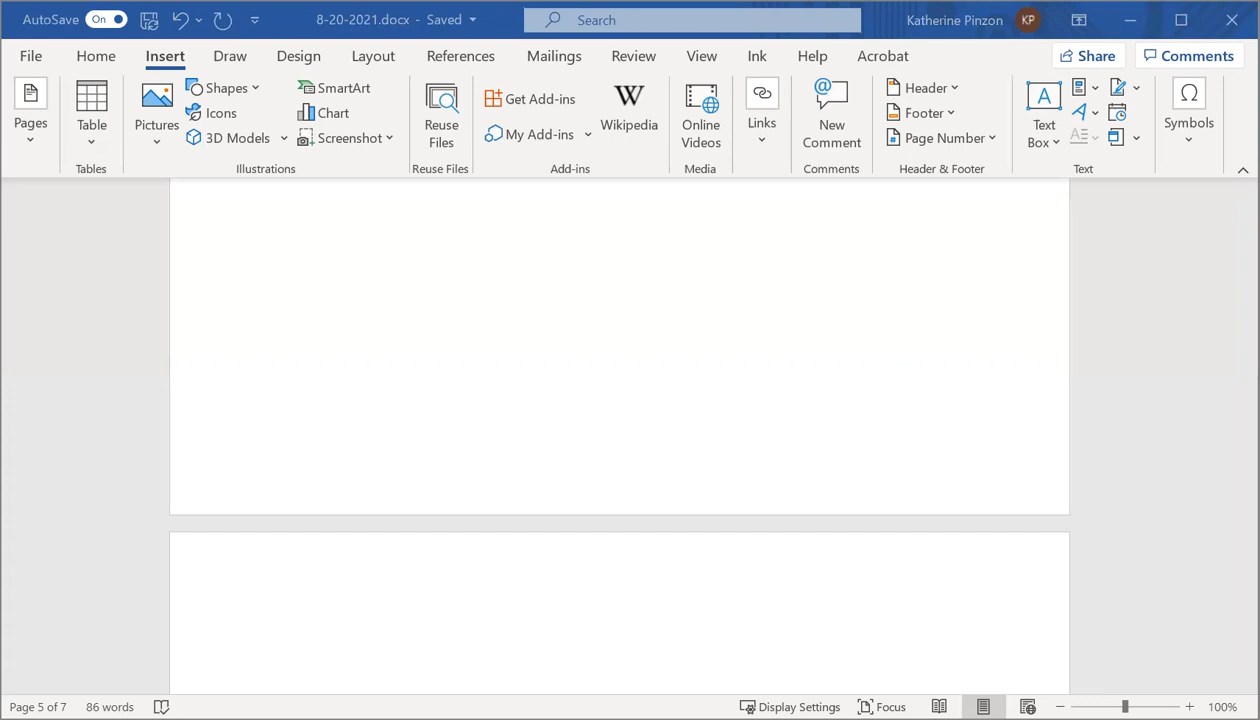 AutoSave On 8-20-2021.docx - Saved Search Katherine Pinzon KP
File Home Insert Draw Design Layout References Mailings Review View Ink Help Acrobat Share Comments
Pages
Table
Pictures
Shapes
Icons
3D Models
SmartArt
Chart
Screenshot
Reuse
Files
Get Add-ins
My Add-ins
W
Wikipedia
Online
Videos
Links
New
Comment
Header
Footer
Page Number
A
Text
Box
Ω
Symbols
Tables Illustrations Reuse Files Add-ins Media Comments Header & Footer Text
Page 5 of 7 86 words Display Settings Focus 100%